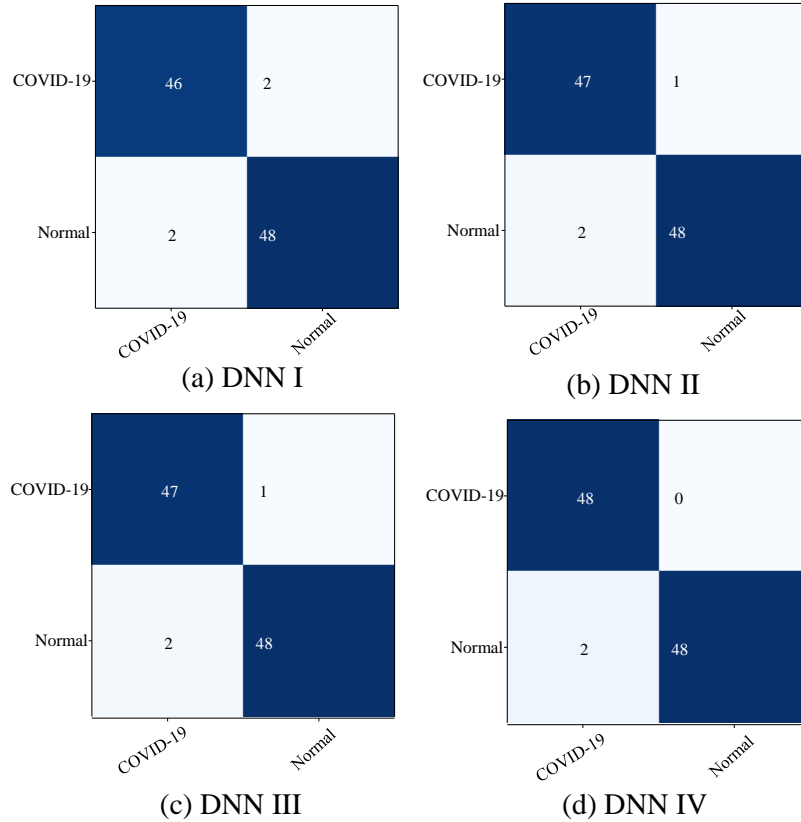 COVID-19 46 2
Normal 2 48
COVID-19 Normal
(a) DNN I
COVID-19 47 1
Normal 2 48
COVID-19 Normal
(b) DNN II
COVID-19 47 1
Normal 2 48
COVID-19 Normal
(c) DNN III
COVID-19 48 0
Normal 2 48
COVID-19 Normal
(d) DNN IV